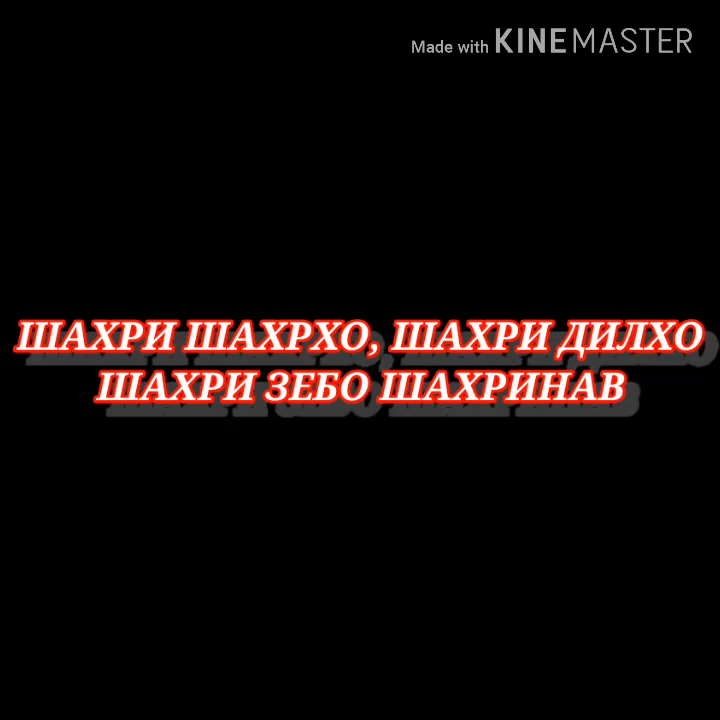 Made with KINEMASTER
ШАХРИ ШАХРХО, ШАХРИ ДИЛХО
ШАХРИ ЗЕБО ШАХРИНАВ